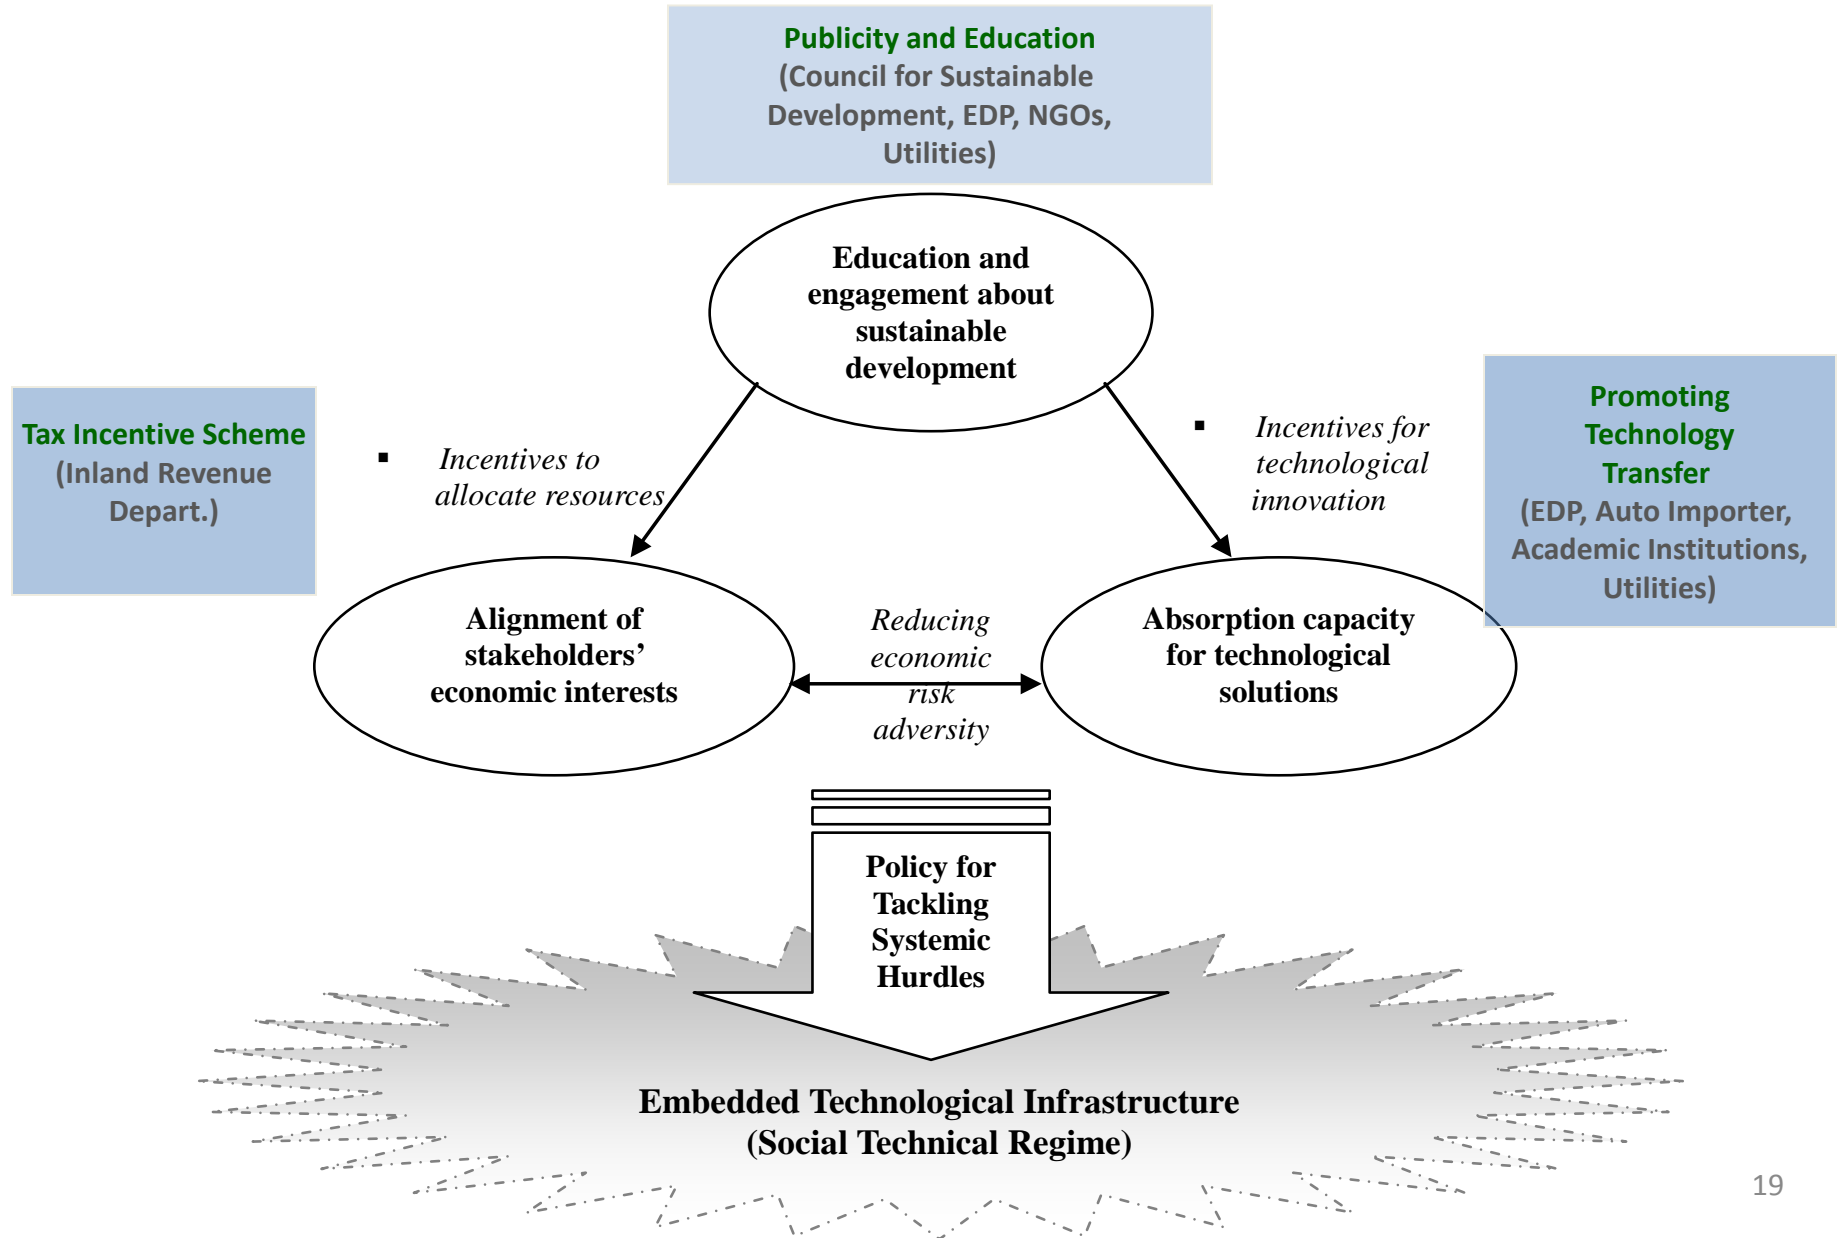 Publicity and Education
(Council for Sustainable
Development, EDP, NGOs,
Utilities)
Education and
engagement about
sustainable
development
Tax Incentive Scheme
(Inland Revenue
Depart.)
▪ Incentives to
allocate resources
▪ Incentives for
technological
innovation
Promoting
Technology
Transfer
(EDP, Auto Importer,
Academic Institutions,
Utilities)
Alignment of
stakeholders’
economic interests
Reducing
economic
risk
adversity
Absorption capacity
for technological
solutions
Policy for
Tackling
Systemic
Hurdles
Embedded Technological Infrastructure
(Social Technical Regime)
19